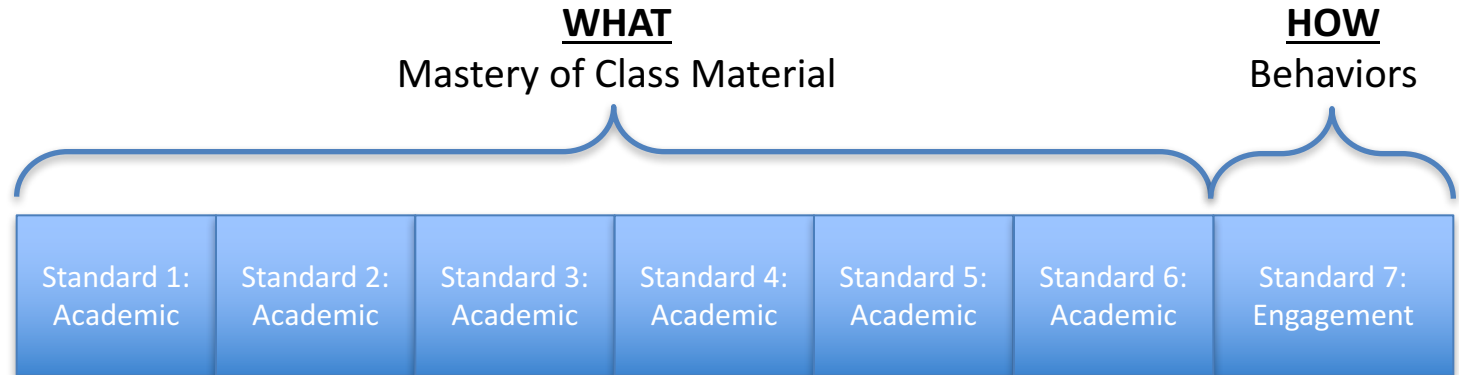 WHAT
Mastery of Class Material
HOW
Behaviors
Standard 1:
Academic
Standard 2:
Academic
Standard 3:
Academic
Standard 4:
Academic
Standard 5:
Academic
Standard 6:
Academic
Standard 7:
Engagement